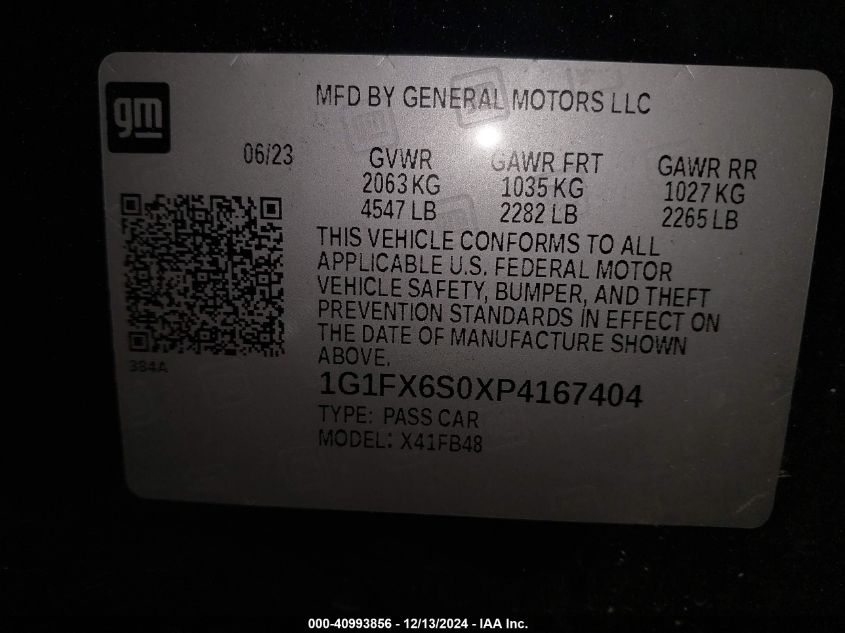 gm
MFD BY GENERAL MOTORS LLC
06/23
GVWR GAWR FRT GAWR RR
2063 KG 1035 KG 1027 KG
4547 LB 2282 LB 2265 LB
THIS VEHICLE CONFORMS TO ALL
APPLICABLE U.S. FEDERAL MOTOR
VEHICLE SAFETY, BUMPER, AND THEFT
PREVENTION STANDARDS IN EFFECT ON
THE DATE OF MANUFACTURE SHOWN
ABOVE.
384A
1G1FX6S0XP4167404
TYPE: PASS CAR
MODEL: X41FB48
000-40993856 - 12/13/2024 - IAA Inc.